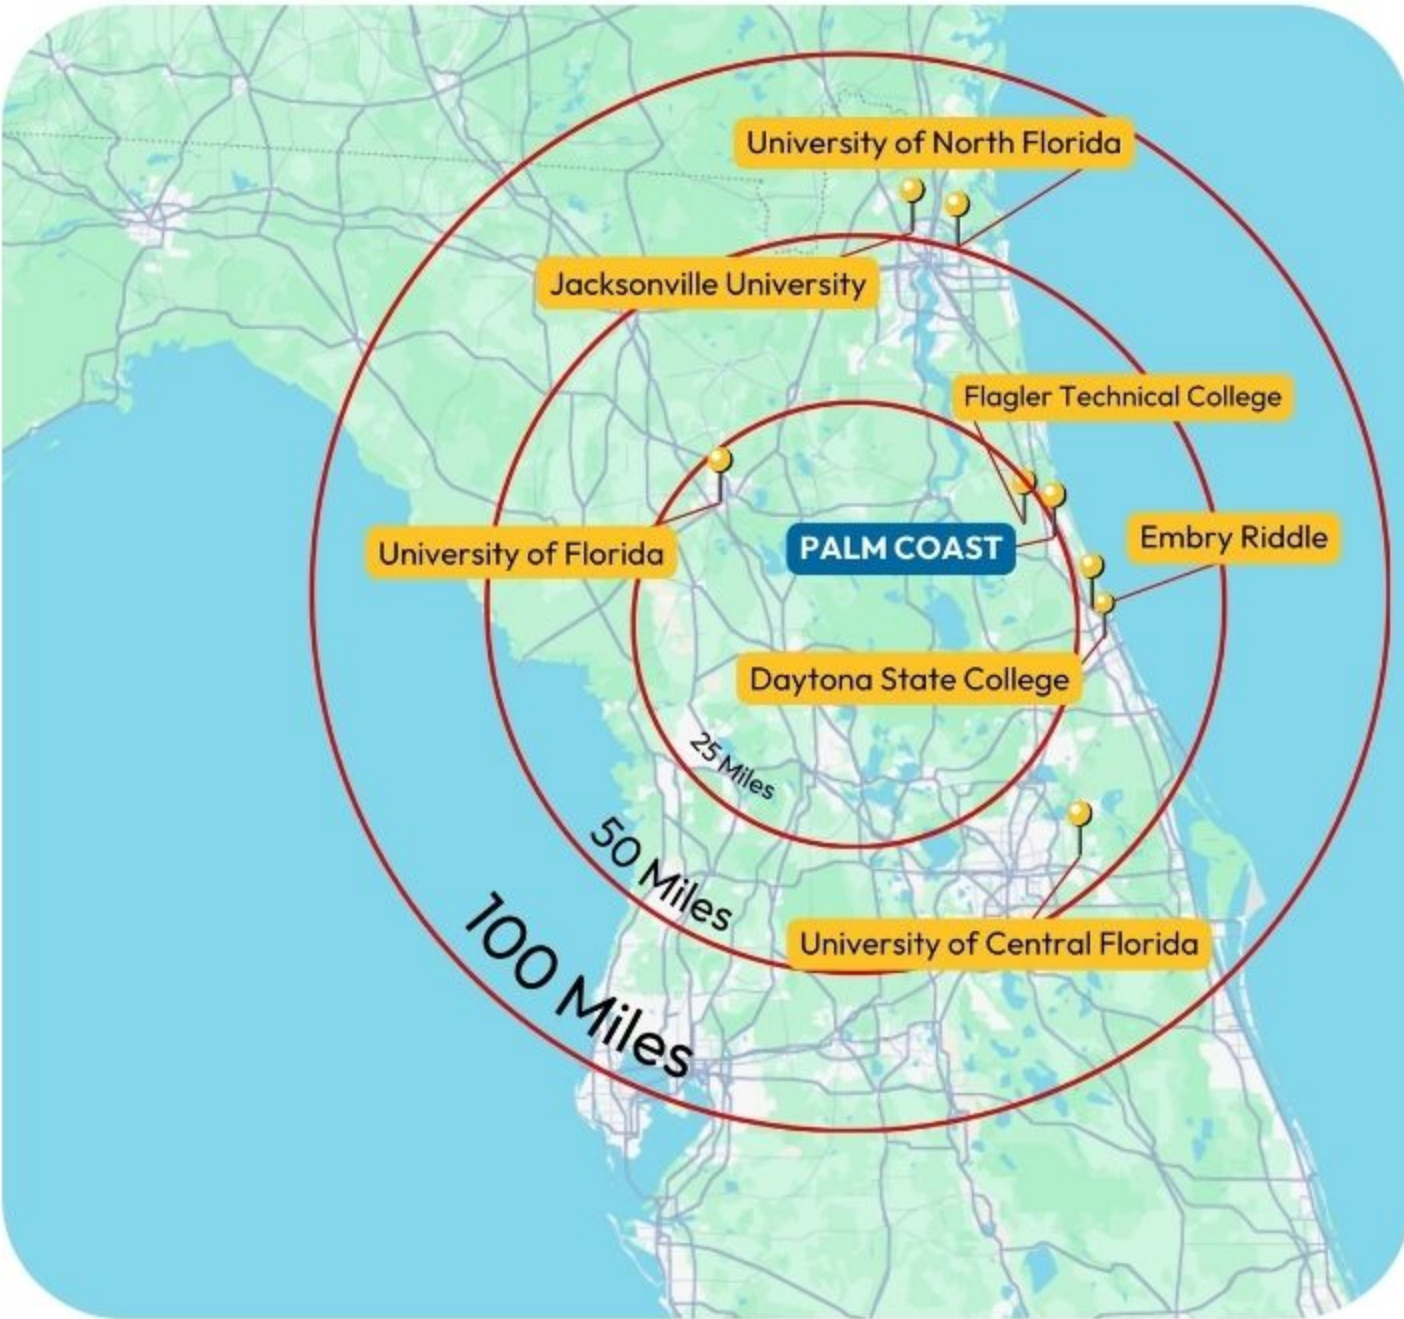 University of North Florida
Jacksonville University
Flagler Technical College
Embry Riddle
PALM COAST
University of Florida
Daytona State College
25 Miles
50 Miles
100 Miles
University of Central Florida